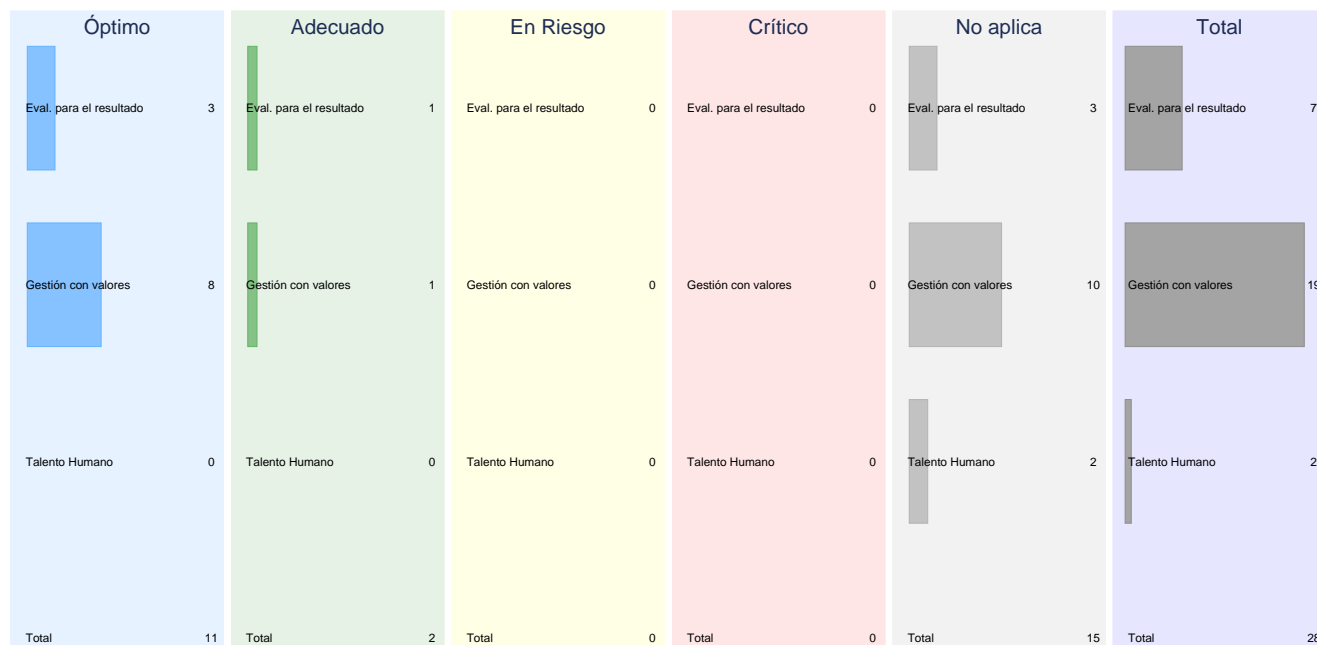 Óptimo Adecuado En Riesgo Crítico No aplica Total
Eval. para el resultado 3 Eval. para el resultado 1 Eval. para el resultado 0 Eval. para el resultado 0 Eval. para el resultado 3 Eval. para el resultado 7
Gestión con valores 8 Gestión con valores 1 Gestión con valores 0 Gestión con valores 0 Gestión con valores 10 Gestión con valores 19
Talento Humano 0 Talento Humano 0 Talento Humano 0 Talento Humano 0 Talento Humano 2 Talento Humano 2
Total 11 Total 2 Total 0 Total 0 Total 15 Total 28